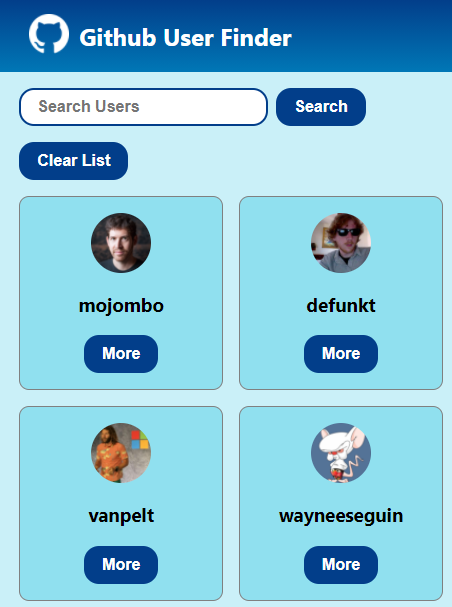 Github User Finder
Search Users
Search
Clear List
mojombo
defunkt
More
More
vanpelt
wayneeseguin
More
More